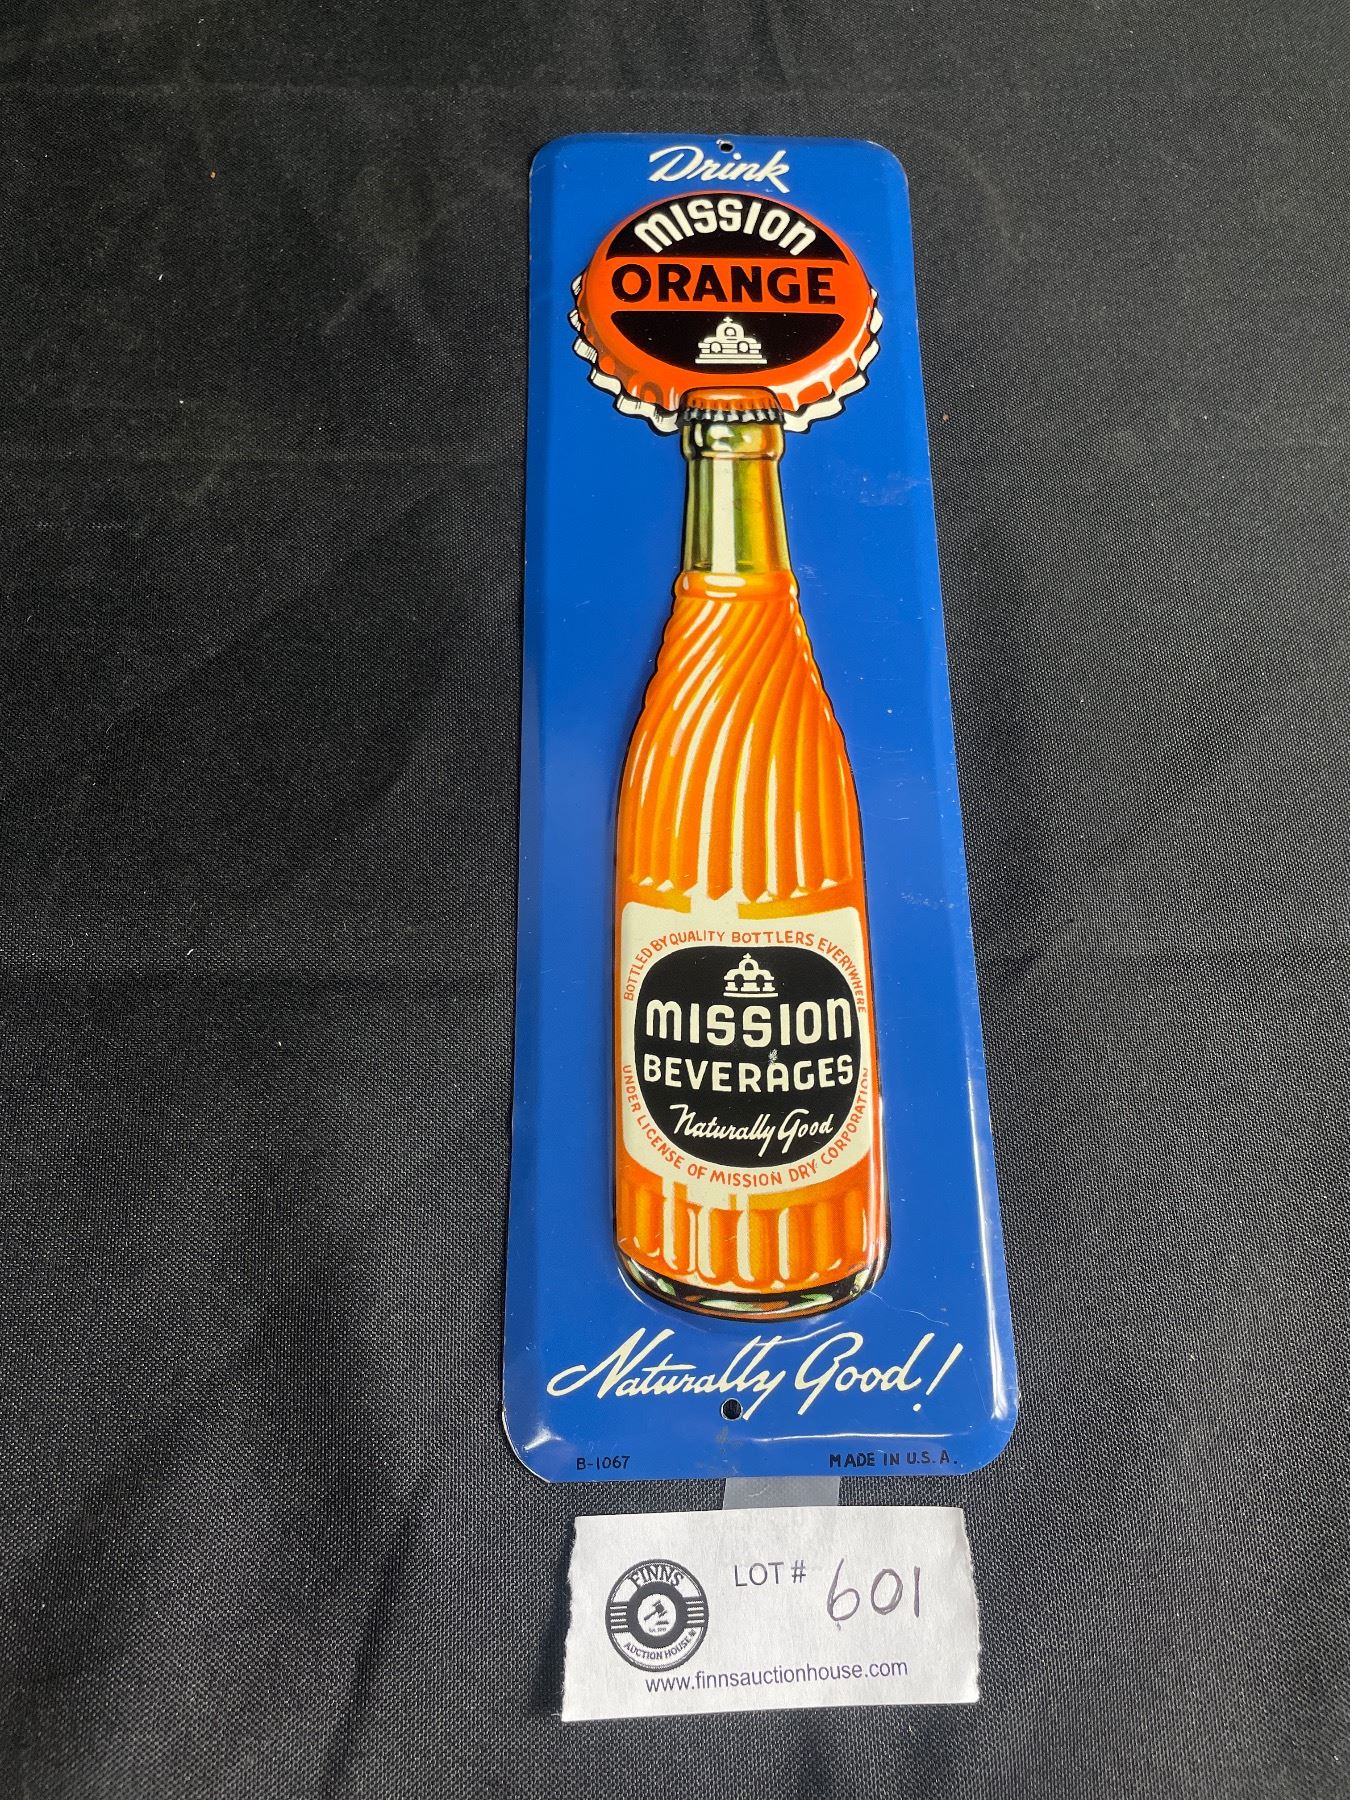 Drink
MISSION
ORANGE
BOTTLED BY QUALITY BOTTLERS EVERYWHERE
MISSION
BEVERAGES
Naturally Good
UNDER LICENSE OF MISSION DRY CORPORATION
Naturally Good!
B-1067 MADE IN U.S.A.
FINNS
AUCTION HOUSE
LOT # 601
www.finnsauctionhouse.com